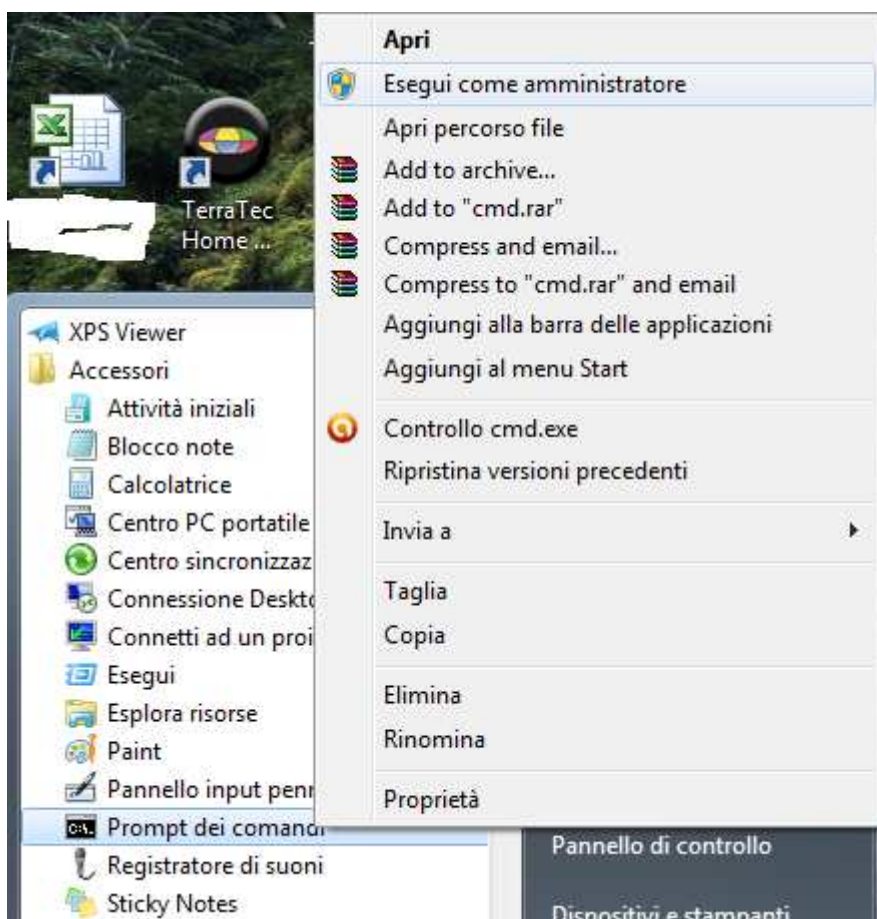 TerraTec
Home ...
Apri
Esegui come amministratore
Apri percorso file
Add to archive...
Add to "cmd.rar"
Compress and email...
Compress to "cmd.rar" and email
Aggiungi alla barra delle applicazioni
Aggiungi al menu Start
Controllo cmd.exe
Ripristina versioni precedenti
Invia a
Taglia
Copia
Elimina
Rinomina
Proprietà
XPS Viewer
Accessori
Attività iniziali
Blocco note
Calcolatrice
Centro PC portatile
Centro sincronizzaz
Connessione Deskto
Connetti ad un proi
Esegui
Esplora risorse
Paint
Pannello input penn
Prompt dei comandi
Registratore di suoni
Sticky Notes
Pannello di controllo
Dispositivi e stampanti